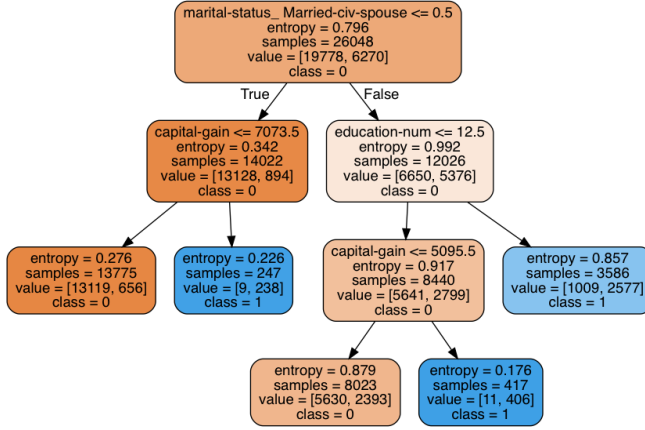 marital-status_ Married-civ-spouse <= 0.5
entropy = 0.796
samples = 26048
value = [19778, 6270]
class = 0
True
False
capital-gain <= 7073.5
entropy = 0.342
samples = 14022
value = [13128, 894]
class = 0
education-num <= 12.5
entropy = 0.992
samples = 12026
value = [6650, 5376]
class = 0
entropy = 0.276
samples = 13775
value = [13119, 656]
class = 0
entropy = 0.226
samples = 247
value = [9, 238]
class = 1
capital-gain <= 5095.5
entropy = 0.917
samples = 8440
value = [5641, 2799]
class = 0
entropy = 0.857
samples = 3586
value = [1009, 2577]
class = 1
entropy = 0.879
samples = 8023
value = [5630, 2393]
class = 0
entropy = 0.176
samples = 417
value = [11, 406]
class = 1